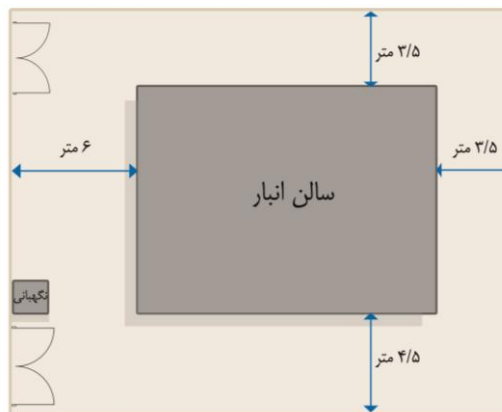 ۳/۵ متر
۶ متر
۳/۵ متر
سالن انبار
نگهبانی
۴/۵ متر